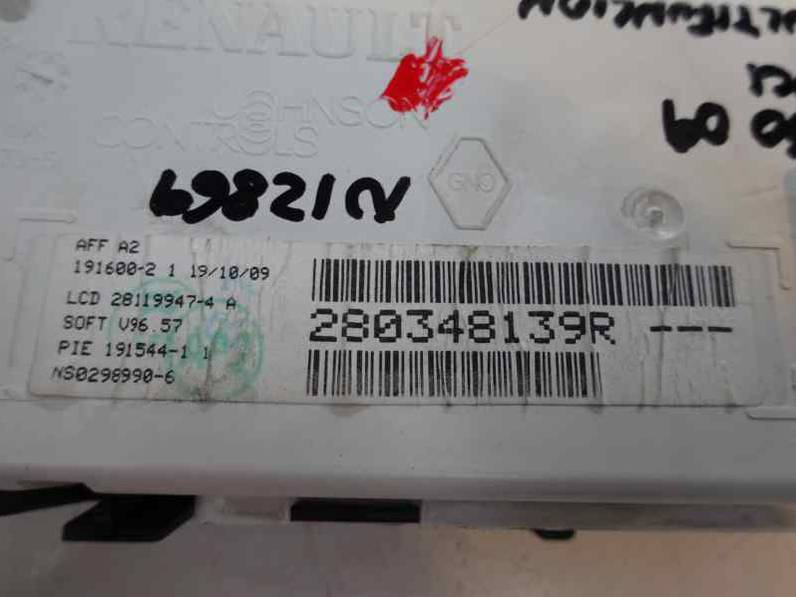 RENAULT
JOHNSON
CONTROLS
GNO
AFF A2
191600-2 1 19/10/09
LCD 28119947-4 A
SOFT V96.57
PIE 191544-1 1
NS0298990-6
280348139R ---